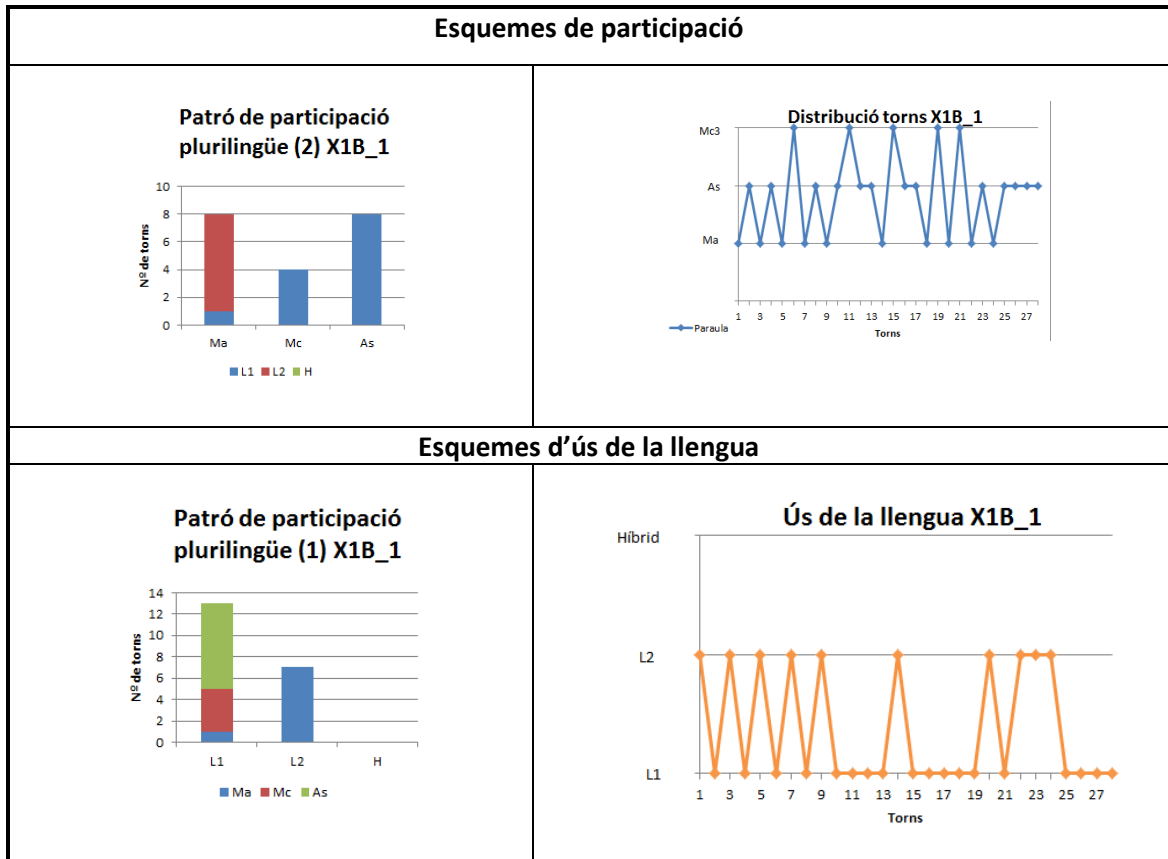 Esquemes de participació
Patró de participació
plurilingüe (2) X1B_1
Nº de torns
10
8
6
4
2
0
Ma Mc As
L1 L2 H
Distribució torns X1B_1
Mc3
As
Ma
1 3 5 7 9 11 13 15 17 19 21 23 25 27
Paraula
Torns
Esquemes d'ús de la llengua
Patró de participació
plurilingüe (1) X1B_1
Nº de torns
14
12
10
8
6
4
2
0
L1 L2 H
Ma Mc As
Ús de la llengua X1B_1
Híbrid
L2
L1
1 3 5 7 9 11 13 15 17 19 21 23 25 27
Torns